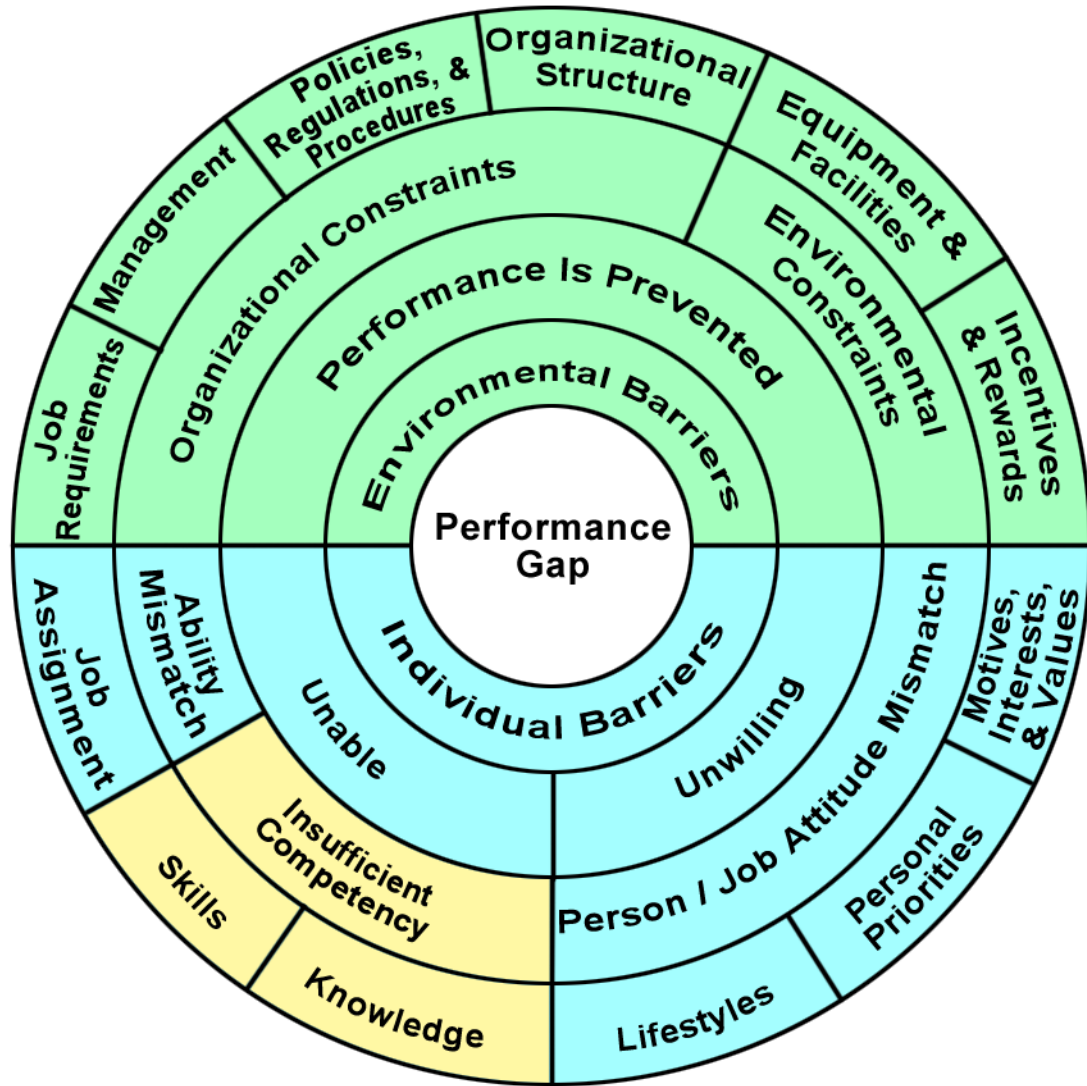 Performance
Gap
Environmental Barriers
Performance Is Prevented
Organizational Constraints
Environmental
Constraints
Job
Requirements
Management
Policies,
Regulations, &
Procedures
Organizational
Structure
Equipment &
Facilities
Incentives
& Rewards
Individual Barriers
Unable
Unwilling
Ability
Mismatch
Insufficient
Competency
Person / Job Attitude Mismatch
Job
Assignment
Skills
Knowledge
Lifestyles
Personal
Priorities
Motives,
Interests,
& Values